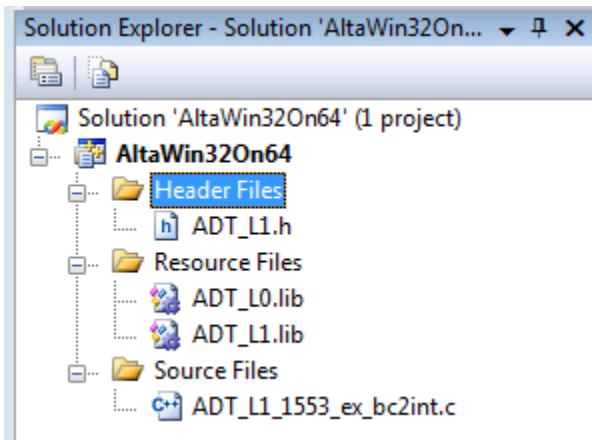 Solution Explorer - Solution 'AltaWin32On...
Solution 'AltaWin32On64' (1 project)
AltaWin32On64
Header Files
h ADT_L1.h
Resource Files
ADT_L0.lib
ADT_L1.lib
Source Files
C++ ADT_L1_1553_ex_bc2int.c